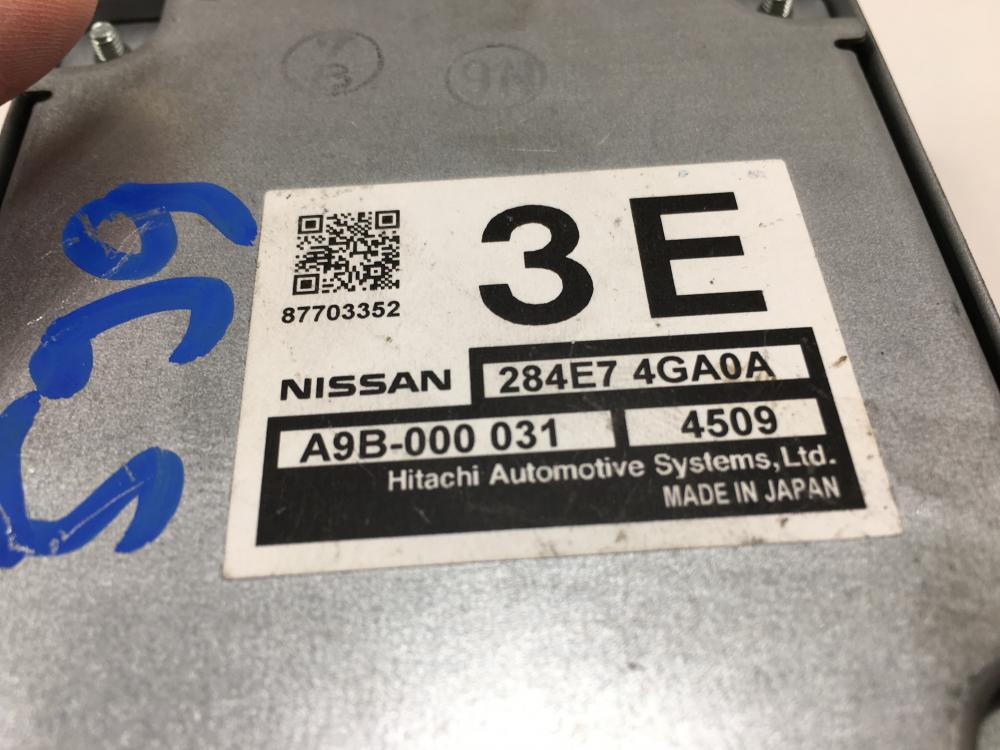 3E
87703352
NISSAN 284E7 4GA0A
A9B-000 031 4509
Hitachi Automotive Systems,Ltd.
MADE IN JAPAN